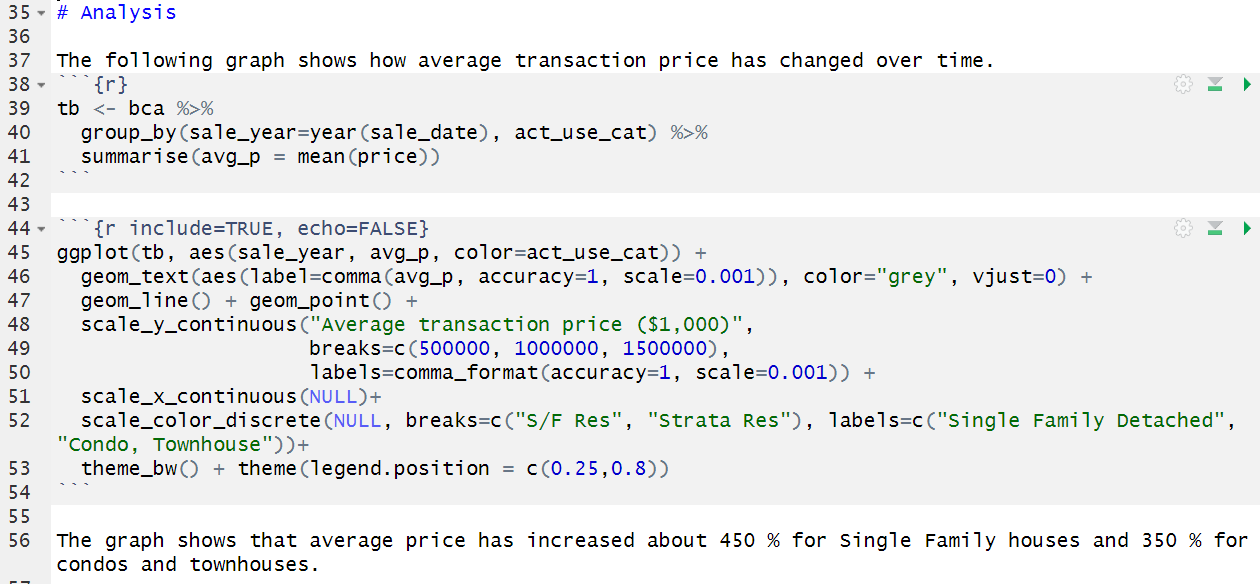 35 # Analysis
36
37 The following graph shows how average transaction price has changed over time.
38 ```{r}
39 tb <- bca %>%
40   group_by(sale_year=year(sale_date), act_use_cat) %>%
41   summarise(avg_p = mean(price))
42 ```
43
44 ```{r include=TRUE, echo=FALSE}
45 ggplot(tb, aes(sale_year, avg_p, color=act_use_cat)) +
46   geom_text(aes(label=comma(avg_p, accuracy=1, scale=0.001)), color="grey", vjust=0) +
47   geom_line() + geom_point() +
48   scale_y_continuous("Average transaction price ($1,000)",
49                      breaks=c(500000, 1000000, 1500000),
50                      labels=comma_format(accuracy=1, scale=0.001)) +
51   scale_x_continuous(NULL)+
52   scale_color_discrete(NULL, breaks=c("S/F Res", "Strata Res"), labels=c("Single Family Detached",
"Condo, Townhouse"))+
53   theme_bw() + theme(legend.position = c(0.25,0.8))
54 ```
55
56 The graph shows that average price has increased about 450 % for Single Family houses and 350 % for
condos and townhouses.